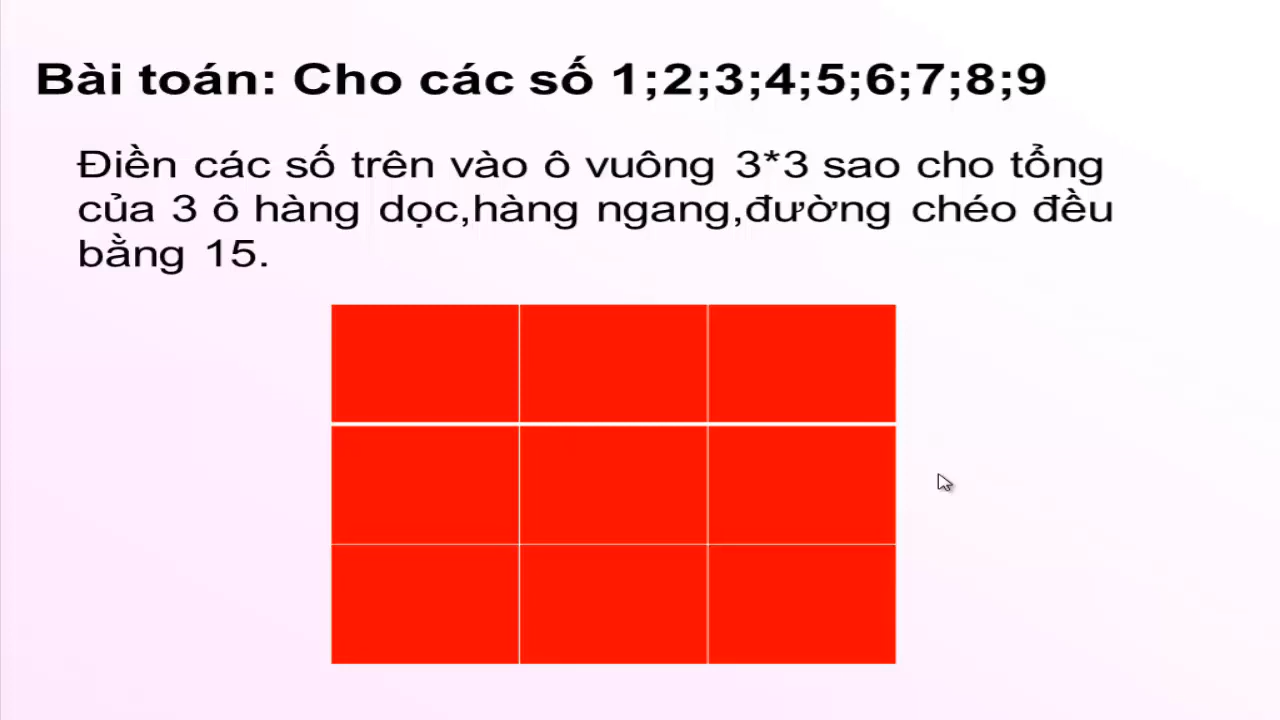 Bài toán: Cho các số 1;2;3;4;5;6;7;8;9
Điền các số trên vào ô vuông 3*3 sao cho tổng
của 3 ô hàng dọc,hàng ngang,đường chéo đều
bằng 15.